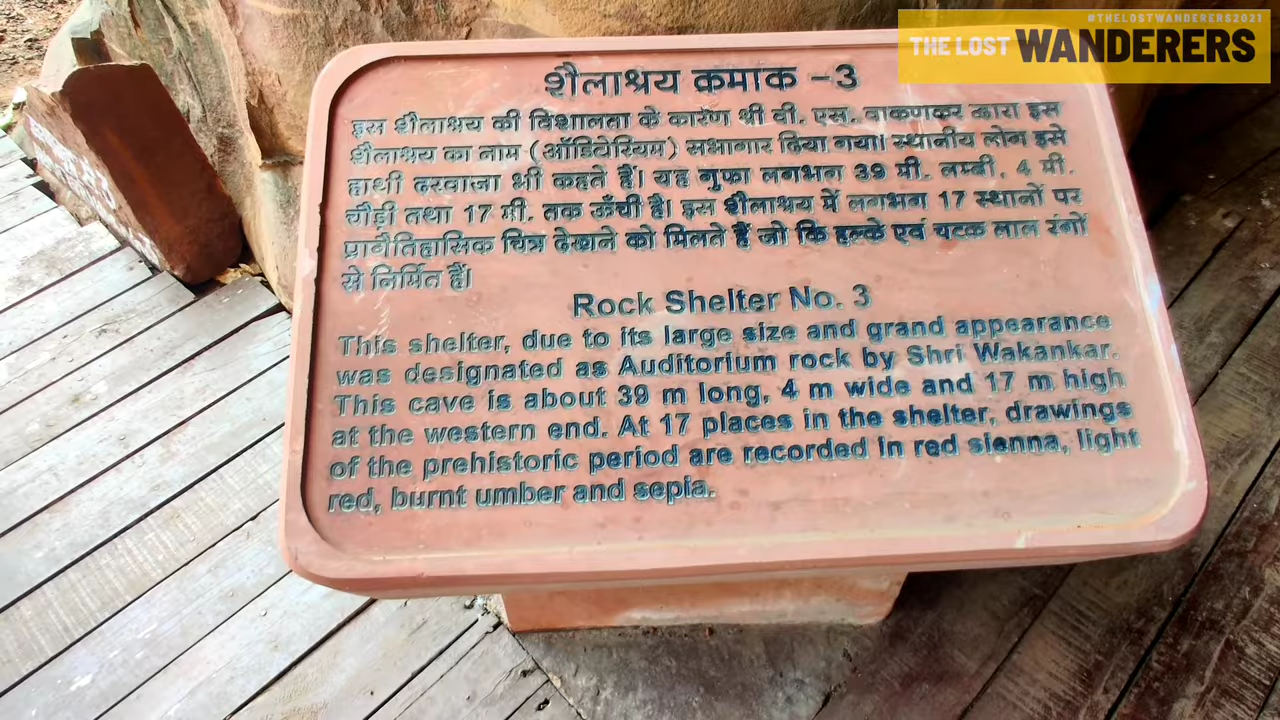 #THELOSTWANDERERS2021
THE LOST WANDERERS
शैलाश्रय क्रमाक -3
इस शैलाश्रय की विशालता के कारण श्री वी. एस. वाकणकर द्वारा इस
शैलाश्रय का नाम (ऑडिटोरियम) सभागार दिया गया। स्थानीय लोग इसे
हाथी दरवाजा भी कहते हैं। यह गुफा लगभग 39 मी. लम्बी, 4 मी.
चौड़ी तथा 17 मी. तक ऊँची है। इस शैलाश्रय में लगभग 17 स्थानों पर
प्रागैतिहासिक चित्र देखने को मिलते हैं जो कि हल्के एवं चटक लाल रंगों
से निर्मित हैं।
Rock Shelter No. 3
This shelter, due to its large size and grand appearance
was designated as Auditorium rock by Shri Wakankar.
This cave is about 39 m long, 4 m wide and 17 m high
at the western end. At 17 places in the shelter, drawings
of the prehistoric period are recorded in red sienna, light
red, burnt umber and sepia.